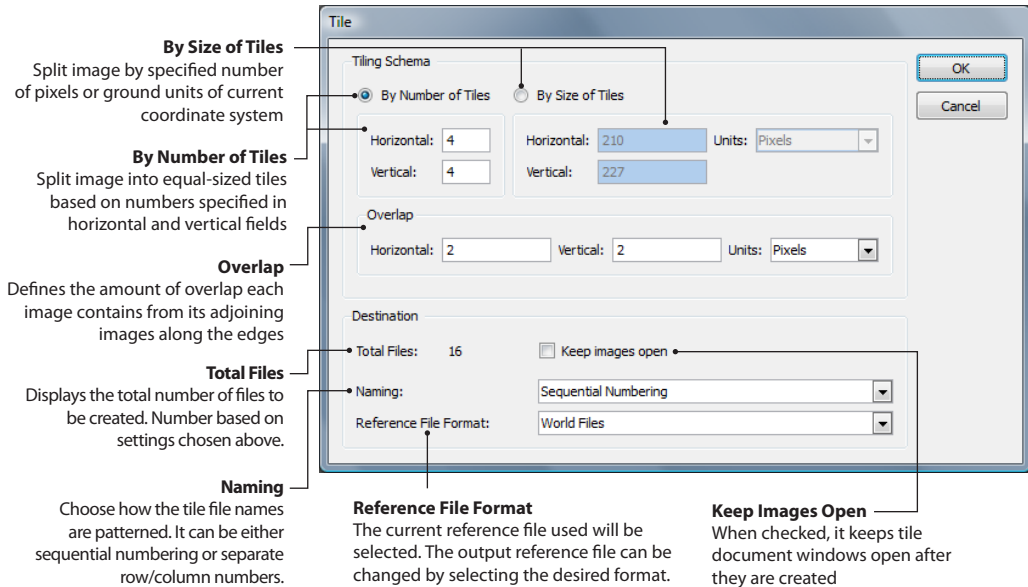 Tile
By Size of Tiles
Split image by specified number
of pixels or ground units of current
coordinate system
By Number of Tiles
Split image into equal-sized tiles
based on numbers specified in
horizontal and vertical fields
Overlap
Defines the amount of overlap each
image contains from its adjoining
images along the edges
Total Files
Displays the total number of files to
be created. Number based on
settings chosen above.
Naming
Choose how the tile file names
are patterned. It can be either
sequential numbering or separate
row/column numbers.
Tiling Schema
By Number of Tiles By Size of Tiles
Horizontal: 4 Horizontal: 210 Units: Pixels
Vertical: 4 Vertical: 227
Overlap
Horizontal: 2 Vertical: 2 Units: Pixels
Destination
Total Files: 16 Keep images open
Naming: Sequential Numbering
Reference File Format: World Files
OK
Cancel
Reference File Format
The current reference file used will be
selected. The output reference file can be
changed by selecting the desired format.
Keep Images Open
When checked, it keeps tile
document windows open after
they are created